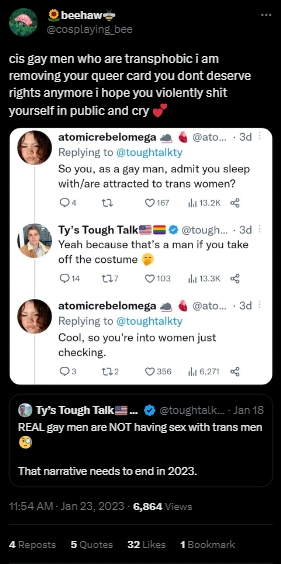 🌻beehaw🐝
@cosplaying_bee
cis gay men who are transphobic i am
removing your queer card you dont deserve
rights anymore i hope you violently shit
yourself in public and cry 💕
atomicrebelomega @ato... · 3d
Replying to @toughtalkty
So you, as a gay man, admit you sleep
with/are attracted to trans women?
4 167 13.2K
Ty's Tough Talk🇺🇸🏳️‍🌈 @tough... · 3d
Yeah because that's a man if you take
off the costume 🤭
14 7 103 13.3K
atomicrebelomega @ato... · 3d
Replying to @toughtalkty
Cool, so you're into women just
checking.
3 2 356 6,271
Ty's Tough Talk🇺🇸... @toughtalk... · Jan 18
REAL gay men are NOT having sex with trans men
🧐
That narrative needs to end in 2023.
11:54 AM · Jan 23, 2023 · 6,864 Views
4 Reposts 5 Quotes 32 Likes 1 Bookmark